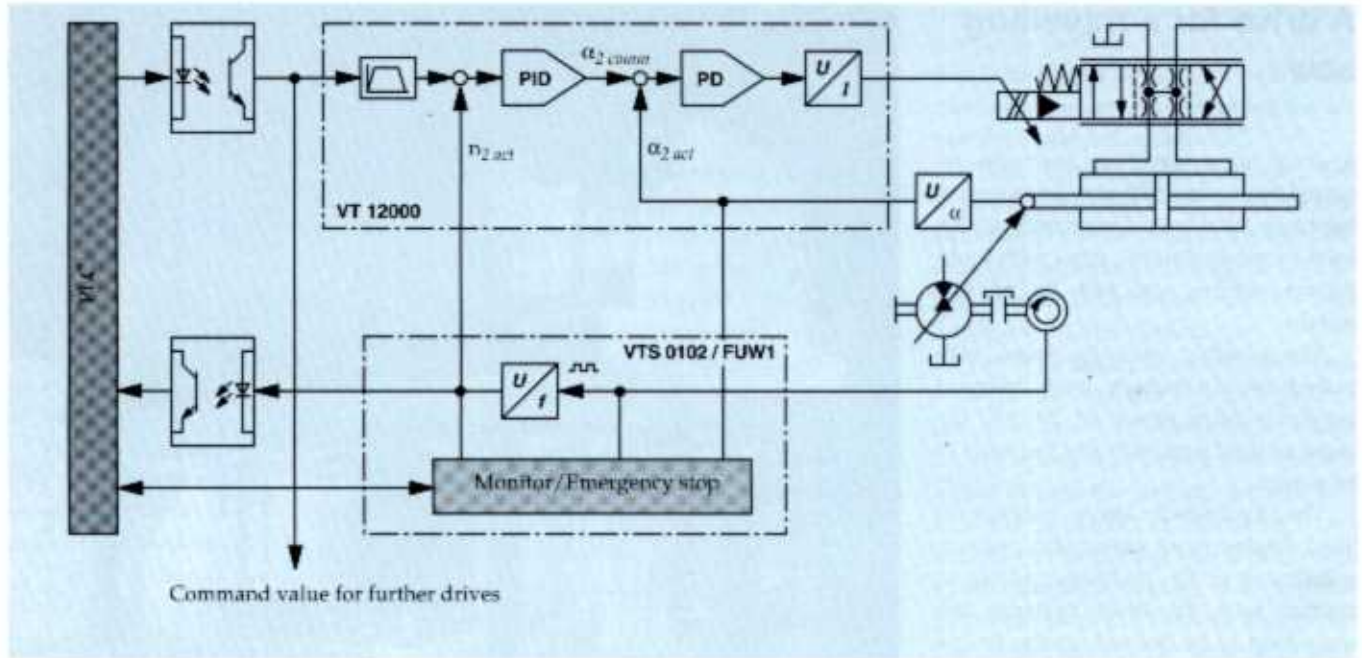 α2 comm
PID
PD
U
I
n2 act
α2 act
U
α
VT 12000
VTS 0102 / FUW1
U
f
Monitor/Emergency stop
Command value for further drives